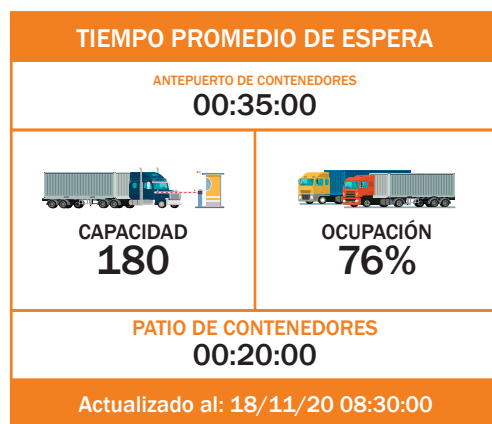 TIEMPO PROMEDIO DE ESPERA
ANTEPUERTO DE CONTENEDORES
00:35:00
CAPACIDAD
180
OCUPACIÓN
76%
PATIO DE CONTENEDORES
00:20:00
Actualizado al: 18/11/20 08:30:00